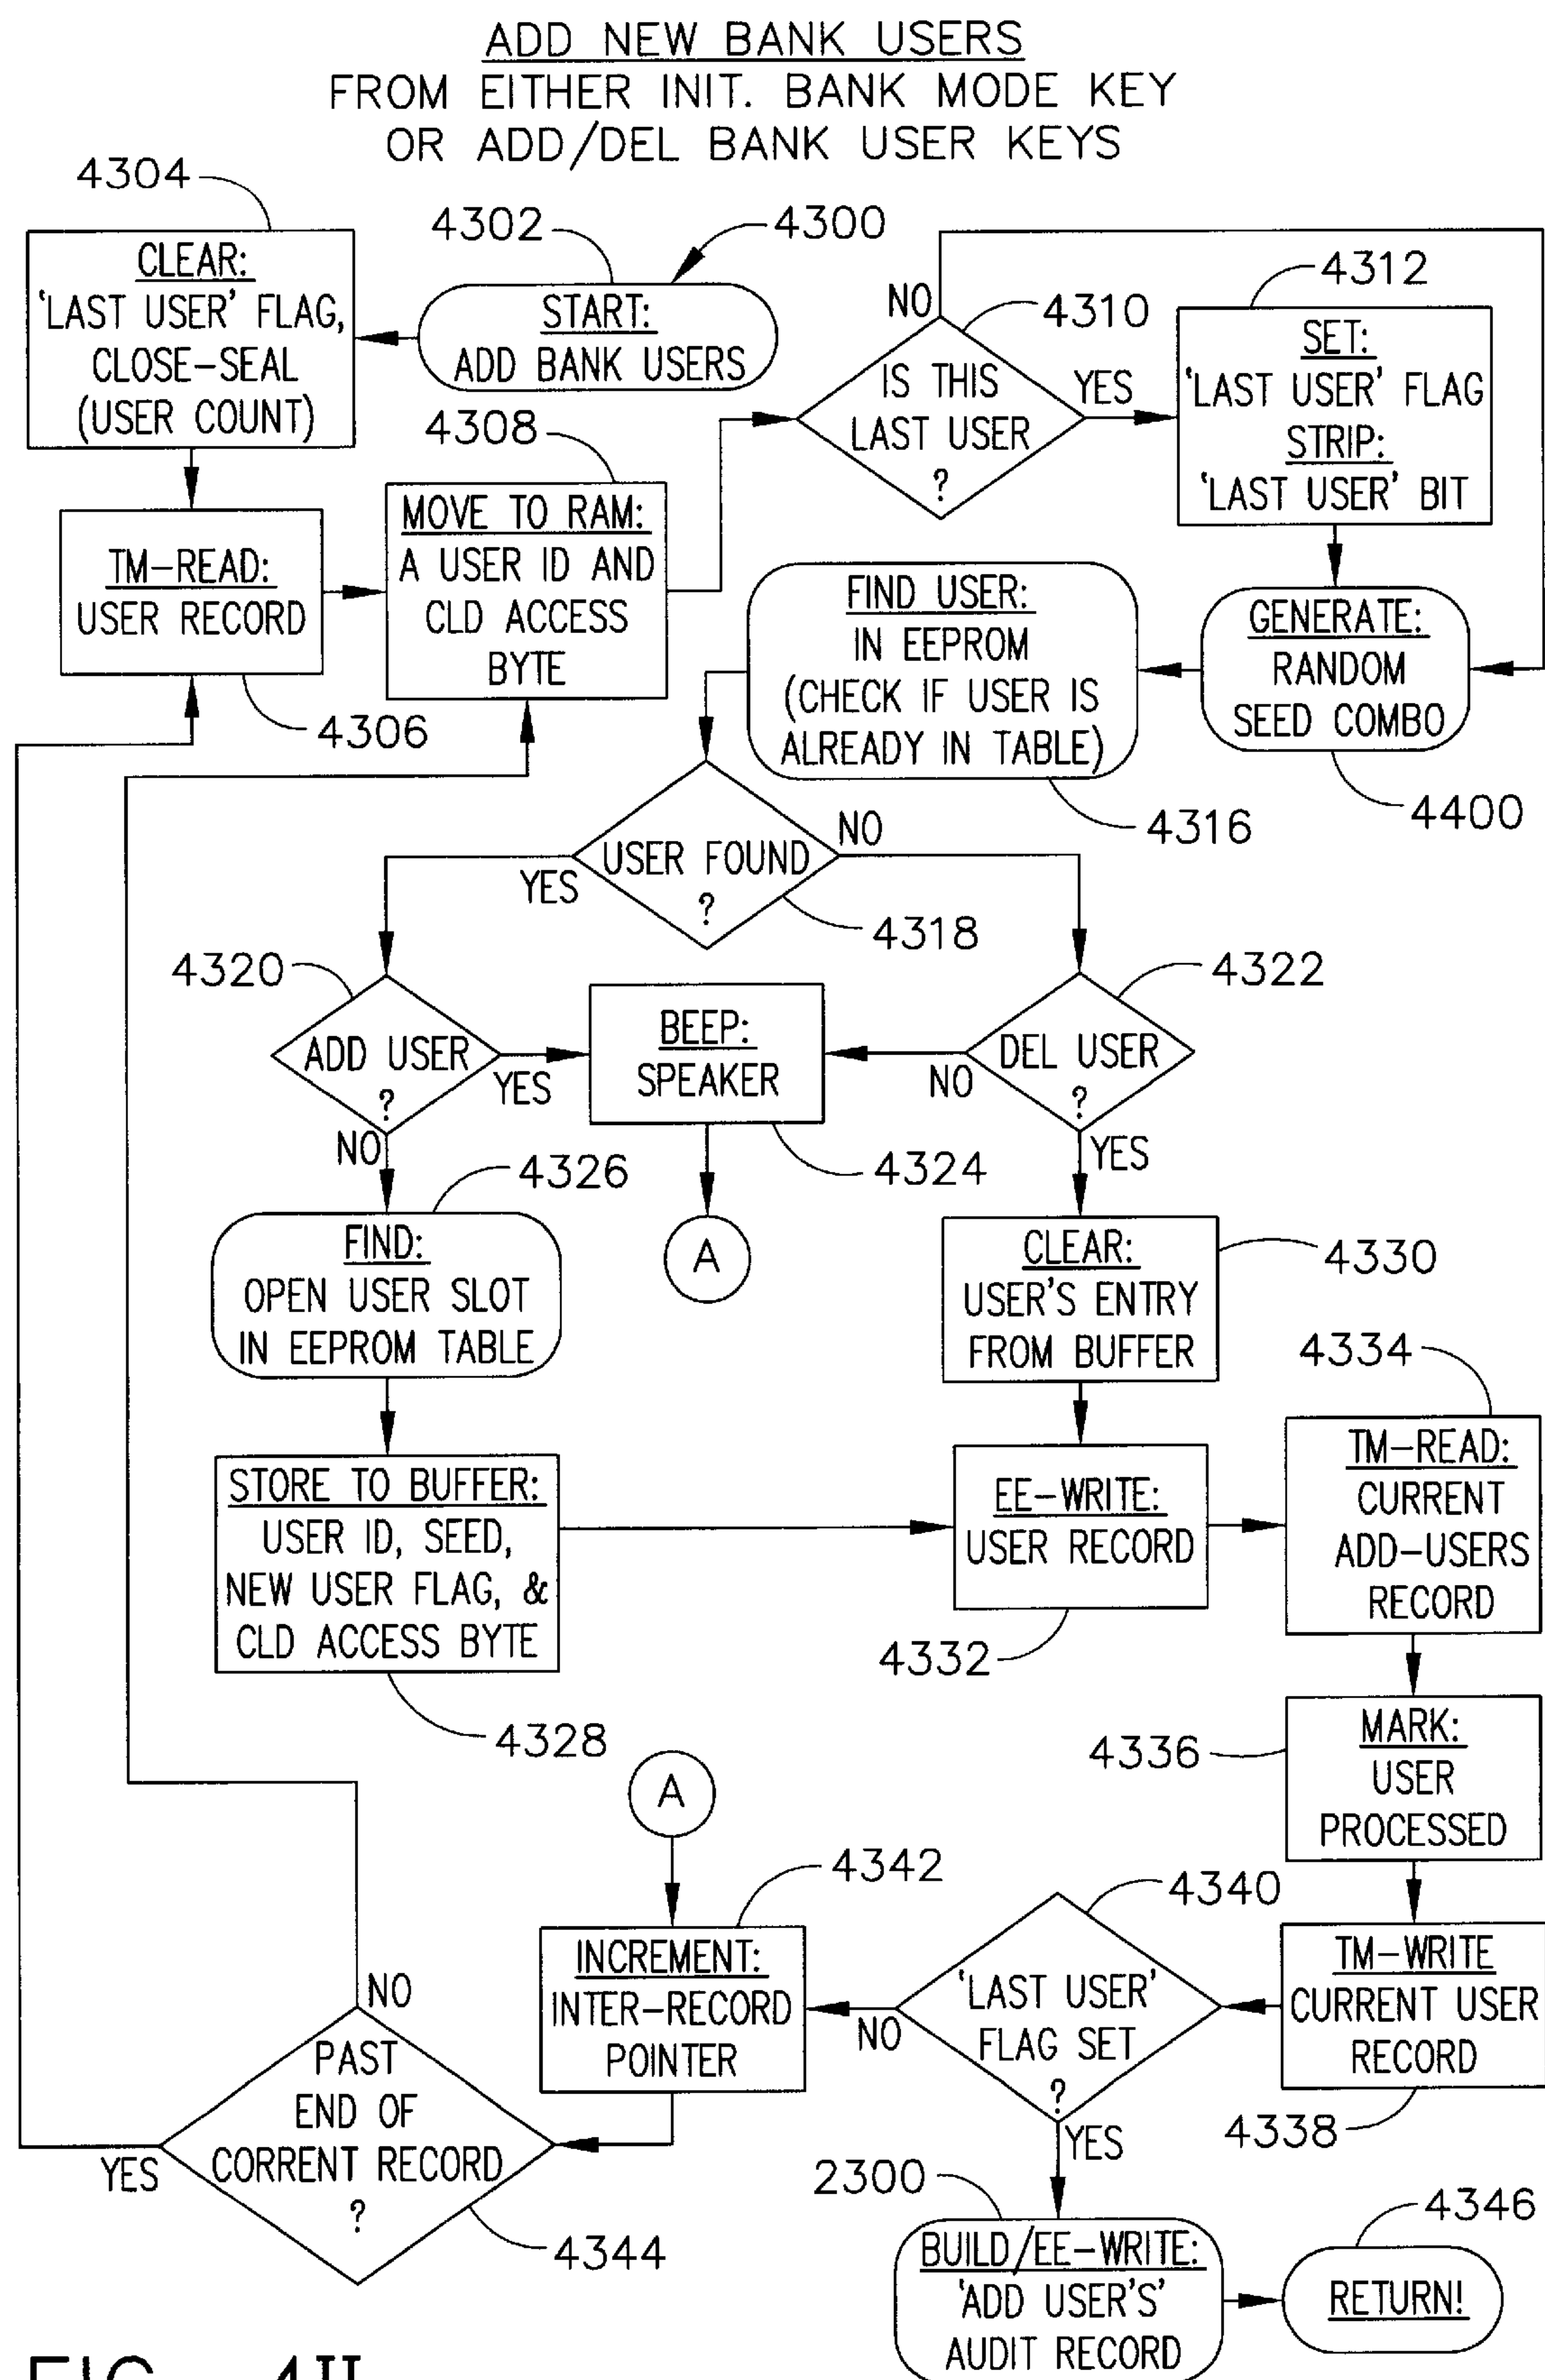 ADD NEW BANK USERS
FROM EITHER INIT. BANK MODE KEY
OR ADD/DEL BANK USER KEYS
4304
CLEAR:
'LAST USER' FLAG,
CLOSE-SEAL
(USER COUNT)
4302
4300
START:
ADD BANK USERS
TM-READ:
USER RECORD
4306
4308
MOVE TO RAM:
A USER ID AND
CLD ACCESS
BYTE
NO
4310
IS THIS
LAST USER
?
YES
4312
SET:
'LAST USER' FLAG
STRIP:
'LAST USER' BIT
GENERATE:
RANDOM
SEED COMBO
4400
FIND USER:
IN EEPROM
(CHECK IF USER IS
ALREADY IN TABLE)
4316
USER FOUND
?
YES
NO
4318
4320
ADD USER
?
YES
NO
BEEP:
SPEAKER
4324
A
4322
DEL USER
?
NO
YES
4326
FIND:
OPEN USER SLOT
IN EEPROM TABLE
4330
CLEAR:
USER'S ENTRY
FROM BUFFER
STORE TO BUFFER:
USER ID, SEED,
NEW USER FLAG, &
CLD ACCESS BYTE
4328
EE-WRITE:
USER RECORD
4332
4334
TM-READ:
CURRENT
ADD-USERS
RECORD
4336
MARK:
USER
PROCESSED
TM-WRITE
CURRENT USER
RECORD
4338
4340
'LAST USER'
FLAG SET
?
NO
YES
A
4342
INCREMENT:
INTER-RECORD
POINTER
NO
PAST
END OF
CORRENT RECORD
?
YES
4344
2300
BUILD/EE-WRITE:
'ADD USER'S'
AUDIT RECORD
4346
RETURN!